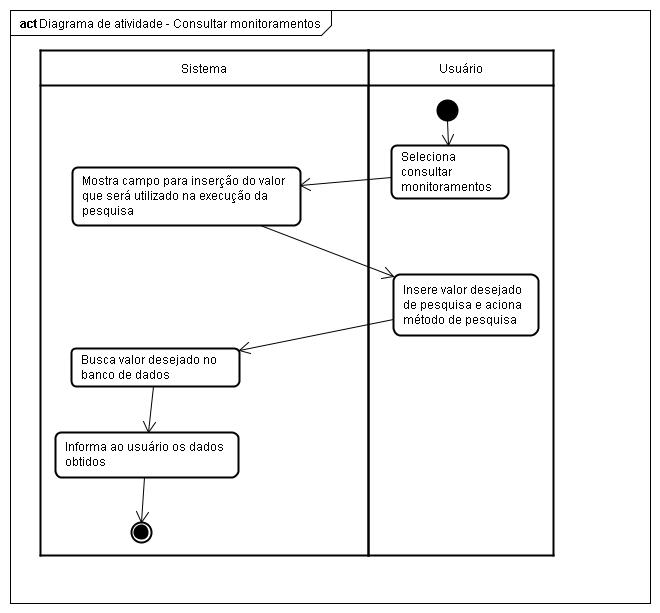 act Diagrama de atividade - Consultar monitoramentos
Sistema
Usuário
Seleciona
consultar
monitoramentos
Mostra campo para inserção do valor
que será utilizado na execução da
pesquisa
Insere valor desejado
de pesquisa e aciona
método de pesquisa
Busca valor desejado no
banco de dados
Informa ao usuário os dados
obtidos